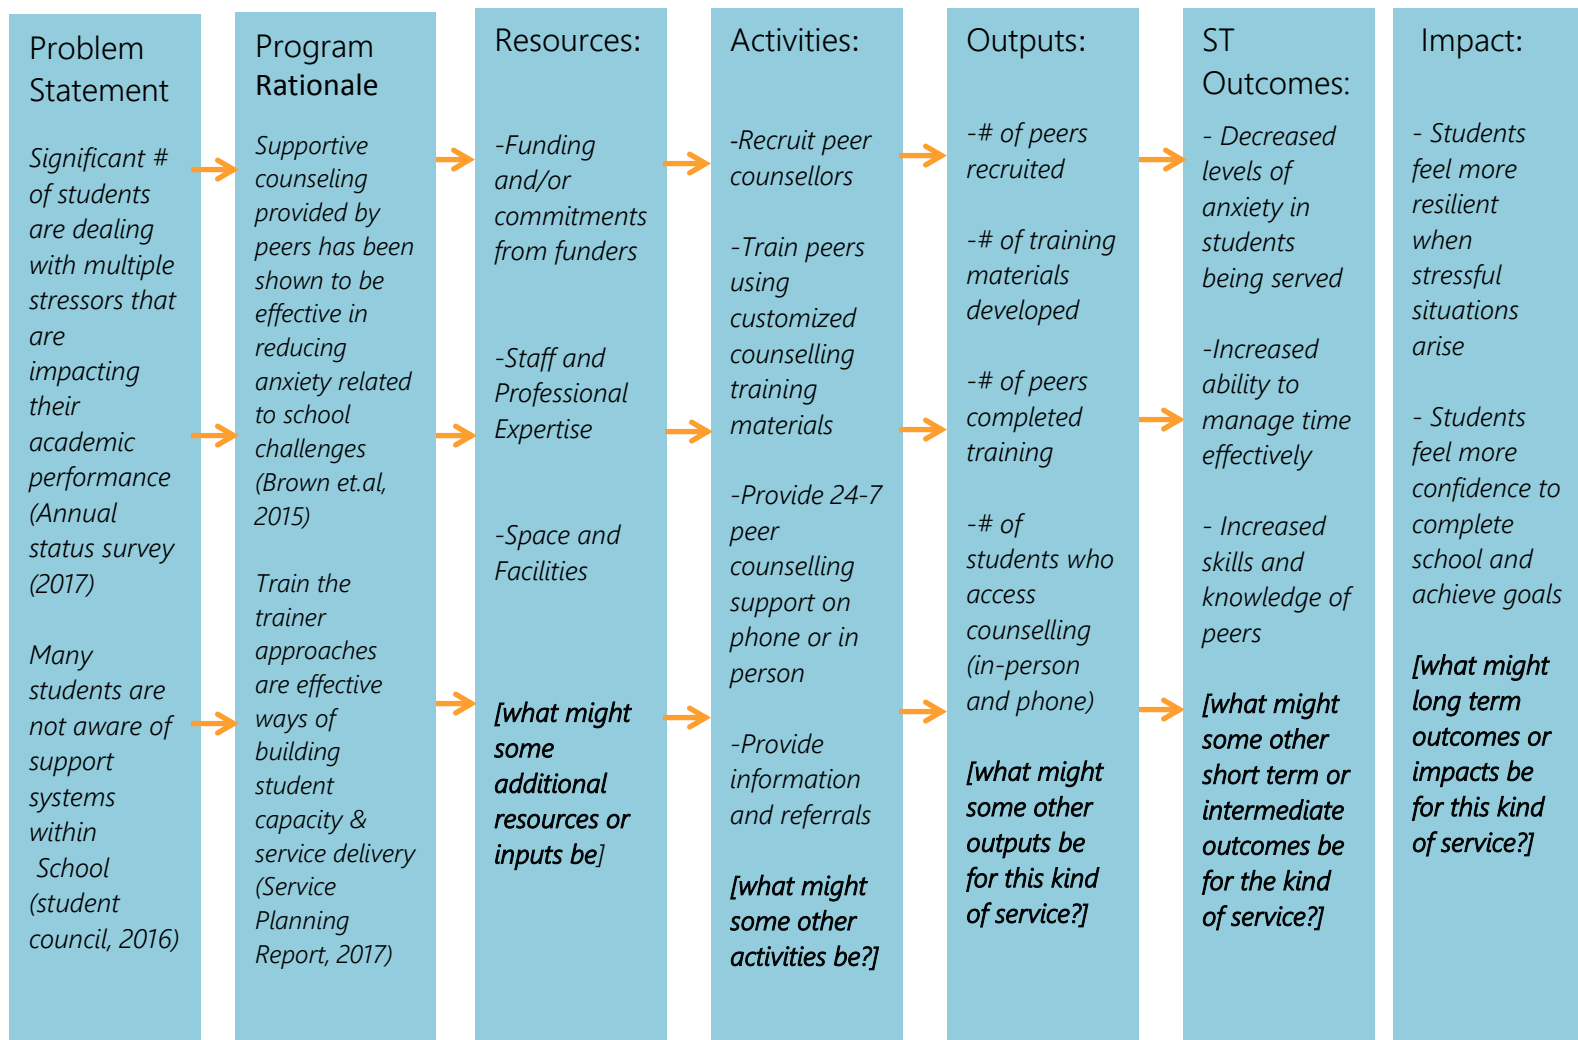 Problem
Statement
Significant #
of students
are dealing
with multiple
stressors that
are
impacting
their
academic
performance
(Annual
status survey
(2017)
Many
students are
not aware of
support
systems
within
School
(student
council, 2016)
Program
Rationale
Supportive
counseling
provided by
peers has been
shown to be
effective in
reducing
anxiety related
to school
challenges
(Brown et.al,
2015)
Train the
trainer
approaches
are effective
ways of
building
student
capacity &
service delivery
(Service
Planning
Report, 2017)
Resources:
-Funding
and/or
commitments
from funders
-Staff and
Professional
Expertise
-Space and
Facilities
[what might
some
additional
resources or
inputs be]
Activities:
-Recruit peer
counsellors
-Train peers
using
customized
counselling
training
materials
-Provide 24-7
peer
counselling
support on
phone or in
person
-Provide
information
and referrals
[what might
some other
activities be?]
Outputs:
-# of peers
recruited
-# of training
materials
developed
-# of peers
completed
training
-# of
students who
access
counselling
(in-person
and phone)
[what might
some other
outputs be
for this kind
of service?]
ST
Outcomes:
- Decreased
levels of
anxiety in
students
being served
-Increased
ability to
manage time
effectively
- Increased
skills and
knowledge of
peers
[what might
some other
short term or
intermediate
outcomes be
for the kind
of service?]
Impact:
- Students
feel more
resilient
when
stressful
situations
arise
- Students
feel more
confidence to
complete
school and
achieve goals
[what might
long term
outcomes or
impacts be
for this kind
of service?]